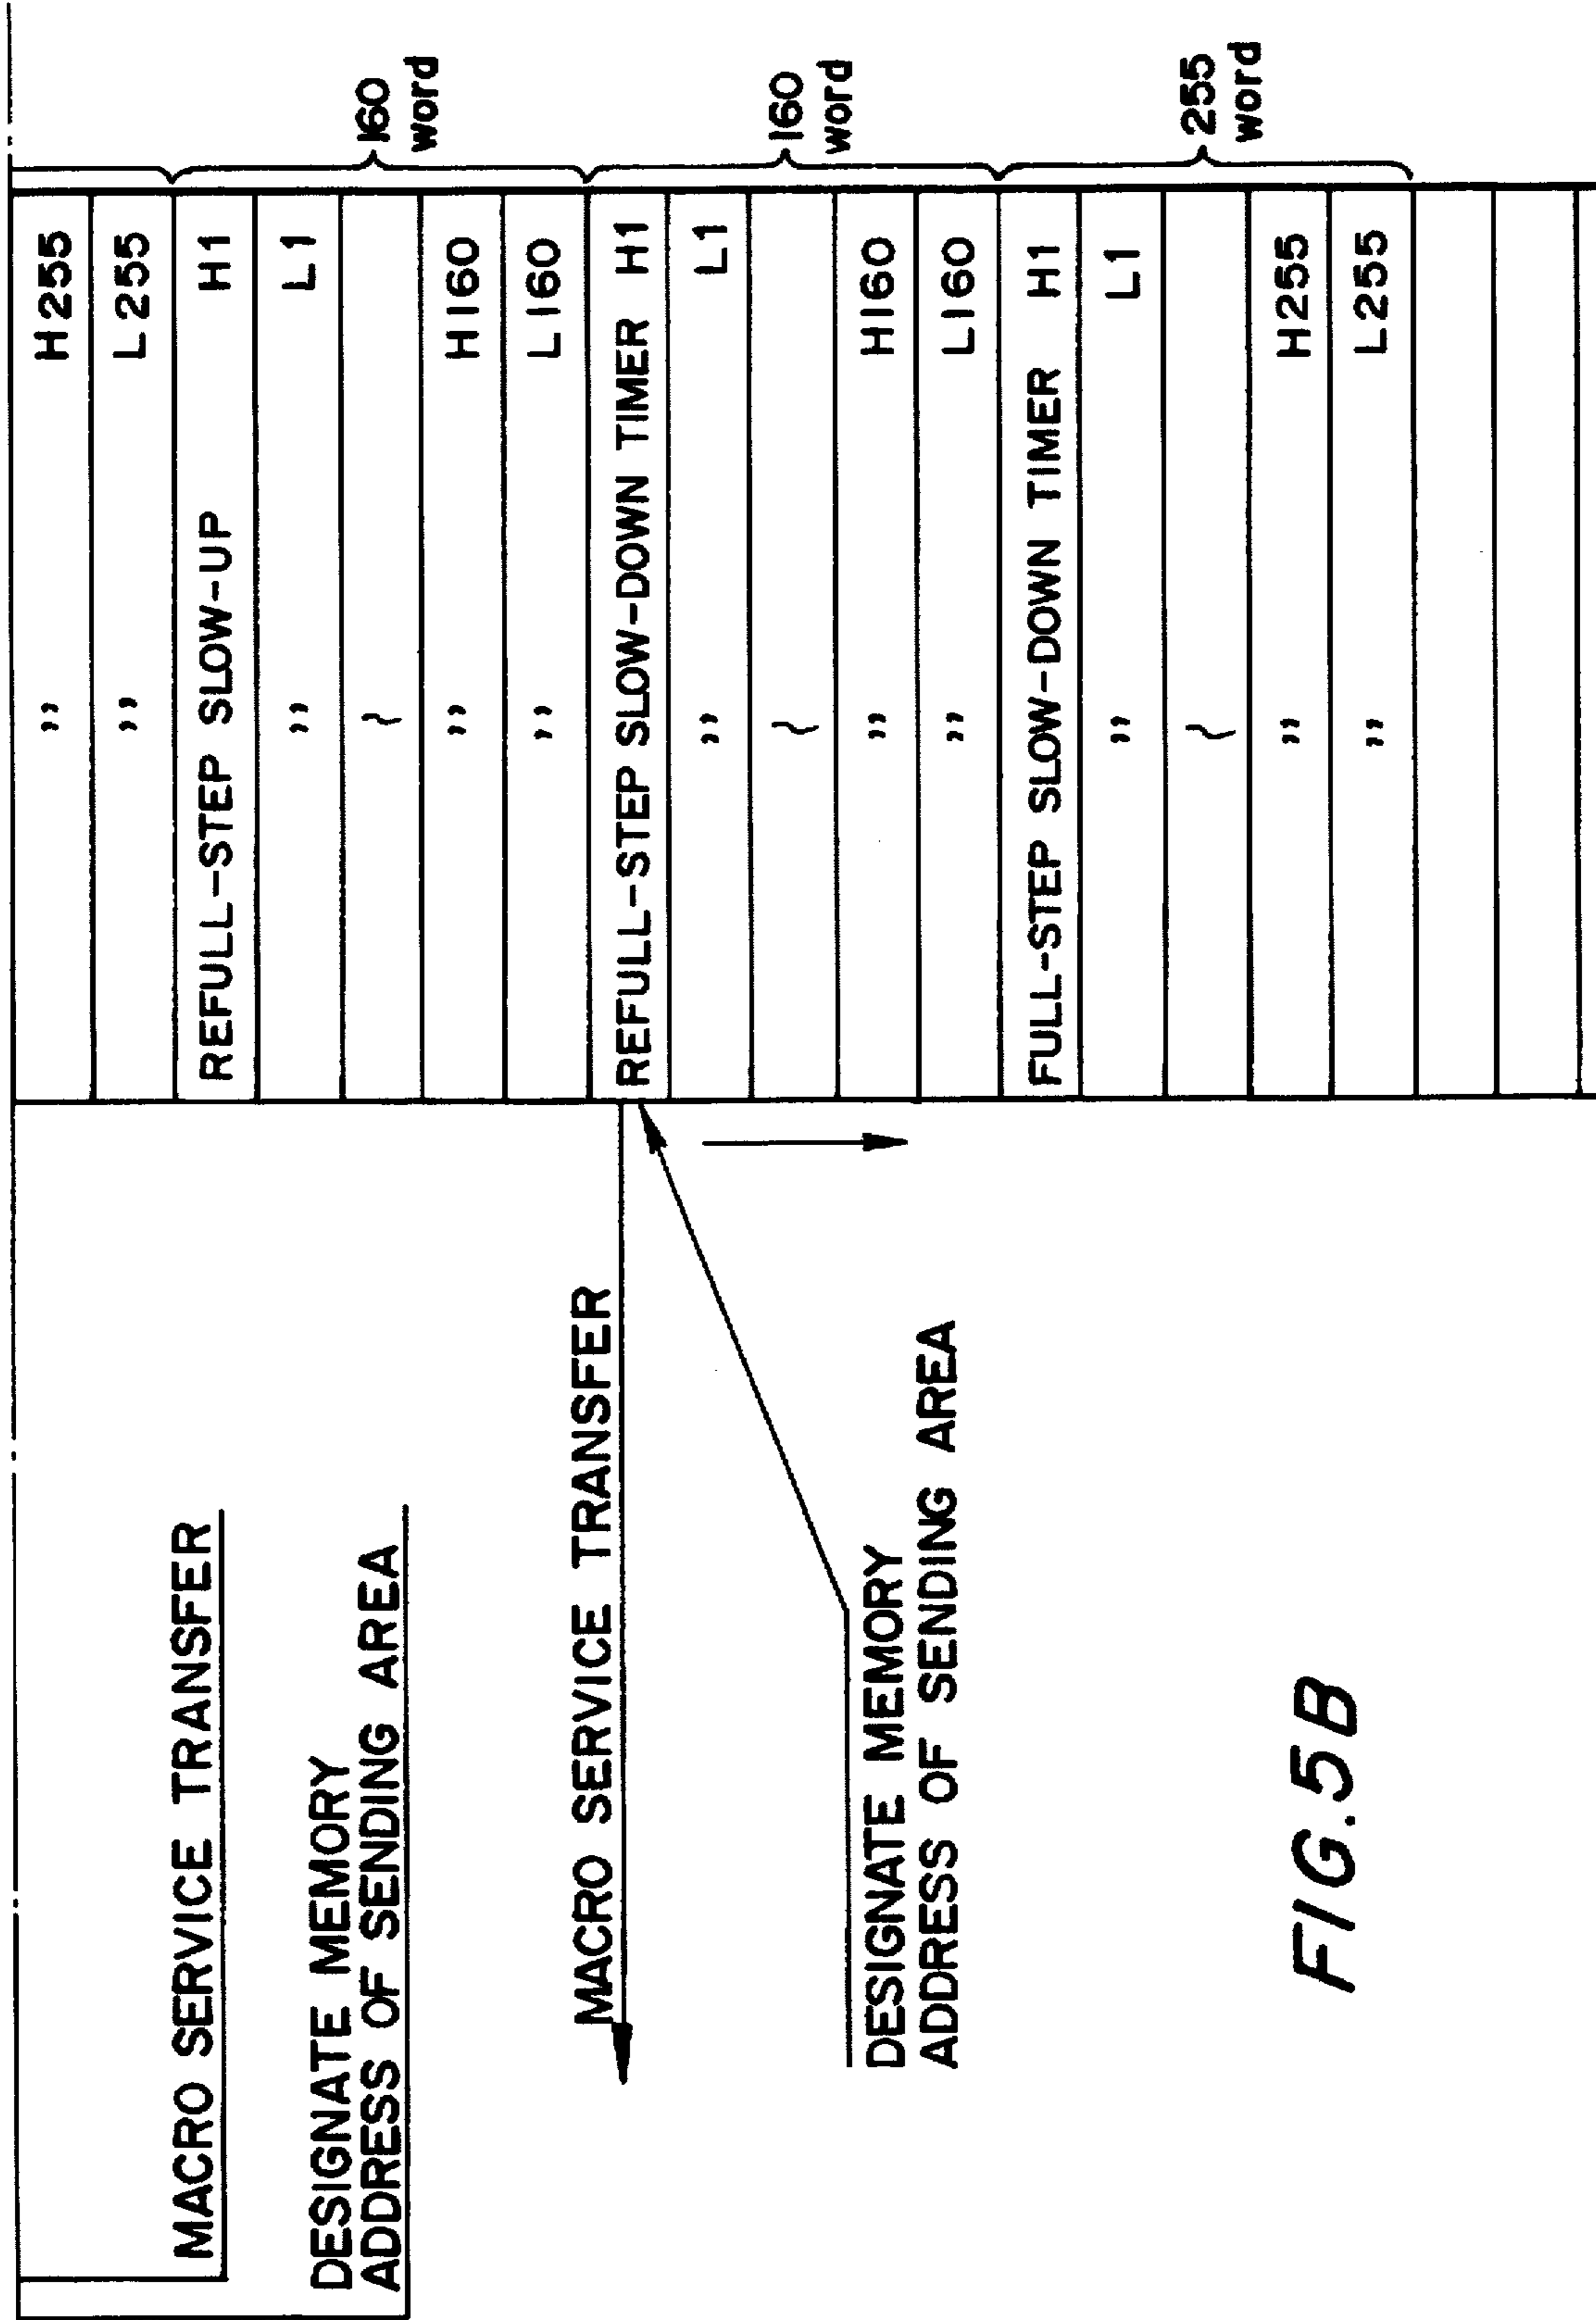 MACRO SERVICE TRANSFER
DESIGNATE MEMORY
ADDRESS OF SENDING AREA
MACRO SERVICE TRANSFER
DESIGNATE MEMORY
ADDRESS OF SENDING AREA
,, H255
,, L255
REFULL-STEP SLOW-UP H1
,, L1
~
,, H160
,, L160
REFULL-STEP SLOW-DOWN TIMER H1
,, L1
~
,, H160
,, L160
FULL-STEP SLOW-DOWN TIMER H1
,, L1
~
,, H255
,, L255
160
word
160
word
255
word
FIG.5B